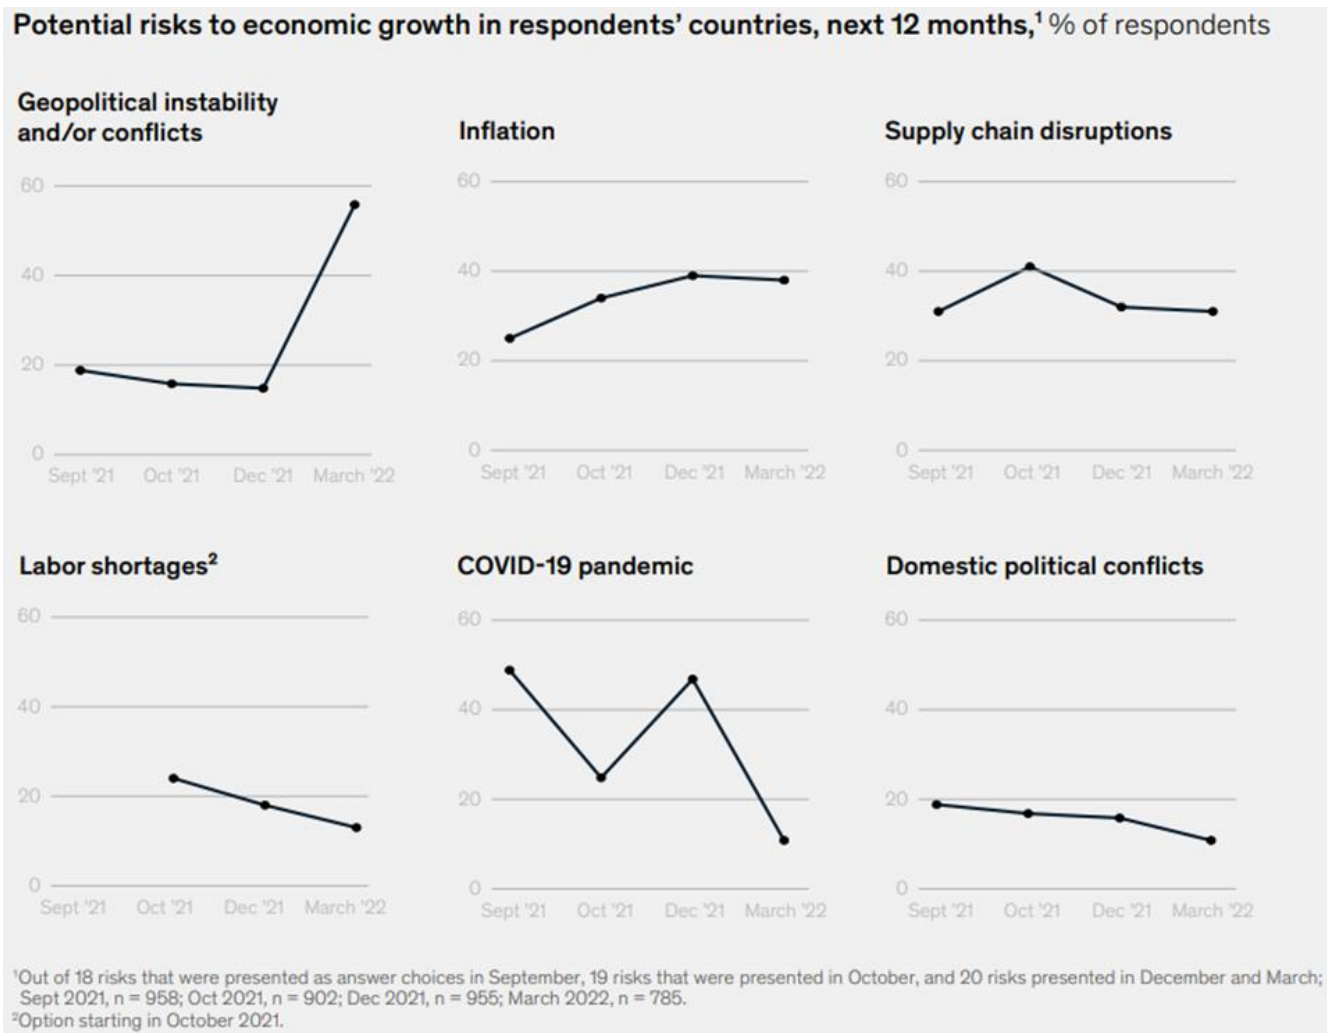 Potential risks to economic growth in respondents' countries, next 12 months,¹ % of respondents
Geopolitical instability
and/or conflicts
60
40
20
0
Sept '21 Oct '21 Dec '21 March '22
Inflation
60
40
20
0
Sept '21 Oct '21 Dec '21 March '22
Supply chain disruptions
60
40
20
0
Sept '21 Oct '21 Dec '21 March '22
Labor shortages²
60
40
20
0
Sept '21 Oct '21 Dec '21 March '22
COVID-19 pandemic
60
40
20
0
Sept '21 Oct '21 Dec '21 March '22
Domestic political conflicts
60
40
20
0
Sept '21 Oct '21 Dec '21 March '22
¹Out of 18 risks that were presented as answer choices in September, 19 risks that were presented in October, and 20 risks presented in December and March;
Sept 2021, n = 958; Oct 2021, n = 902; Dec 2021, n = 955; March 2022, n = 785.
²Option starting in October 2021.